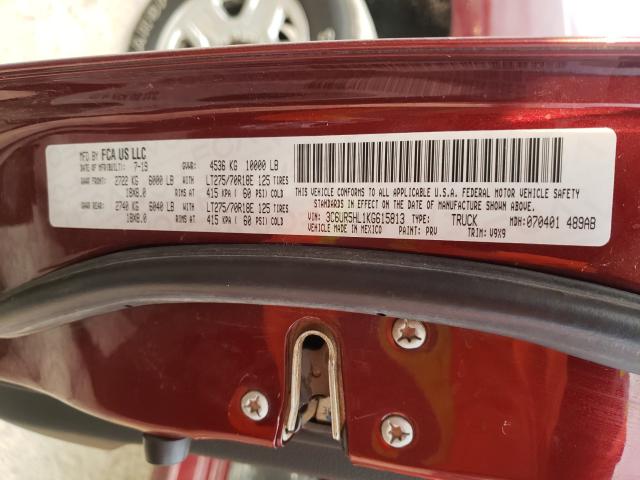 MFD BY FCA US LLC
DATE OF MFR(BUILT): 7-19 GVWR: 4536 KG 10000 LB
GAWR FRONT: 2722 KG 6000 LB WITH LT275/70R18E 125 TIRES
18X8.0 RIMS AT 415 KPA ( 60 PSI) COLD
GAWR REAR: 2740 KG 6040 LB WITH LT275/70R18E 125 TIRES
18X8.0 RIMS AT 415 KPA ( 60 PSI) COLD
THIS VEHICLE CONFORMS TO ALL APPLICABLE U.S.A. FEDERAL MOTOR VEHICLE SAFETY
STANDARDS IN EFFECT ON THE DATE OF MANUFACTURE SHOWN ABOVE.
VIN: 3C6UR5HL1KG615813 TYPE: TRUCK MDH: 070401 489AB
VEHICLE MADE IN MEXICO PAINT: PRV TRIM: V9X9